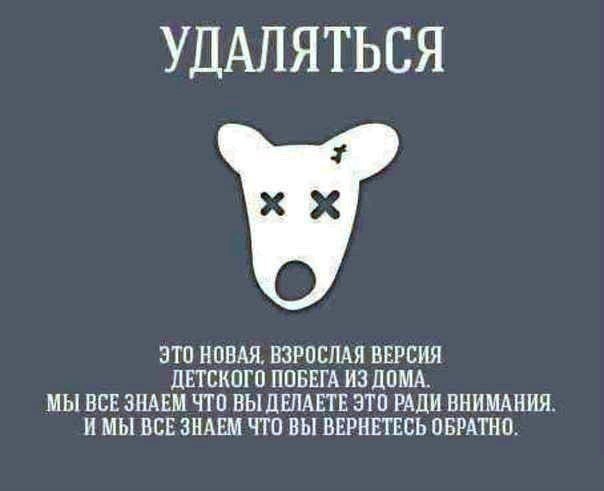 УДАЛЯТЬСЯ
ЭТО НОВАЯ, ВЗРОСЛАЯ ВЕРСИЯ
ДЕТСКОГО ПОБЕГА ИЗ ДОМА.
МЫ ВСЕ ЗНАЕМ ЧТО ВЫ ДЕЛАЕТЕ ЭТО РАДИ ВНИМАНИЯ.
И МЫ ВСЕ ЗНАЕМ ЧТО ВЫ ВЕРНЕТЕСЬ ОБРАТНО.